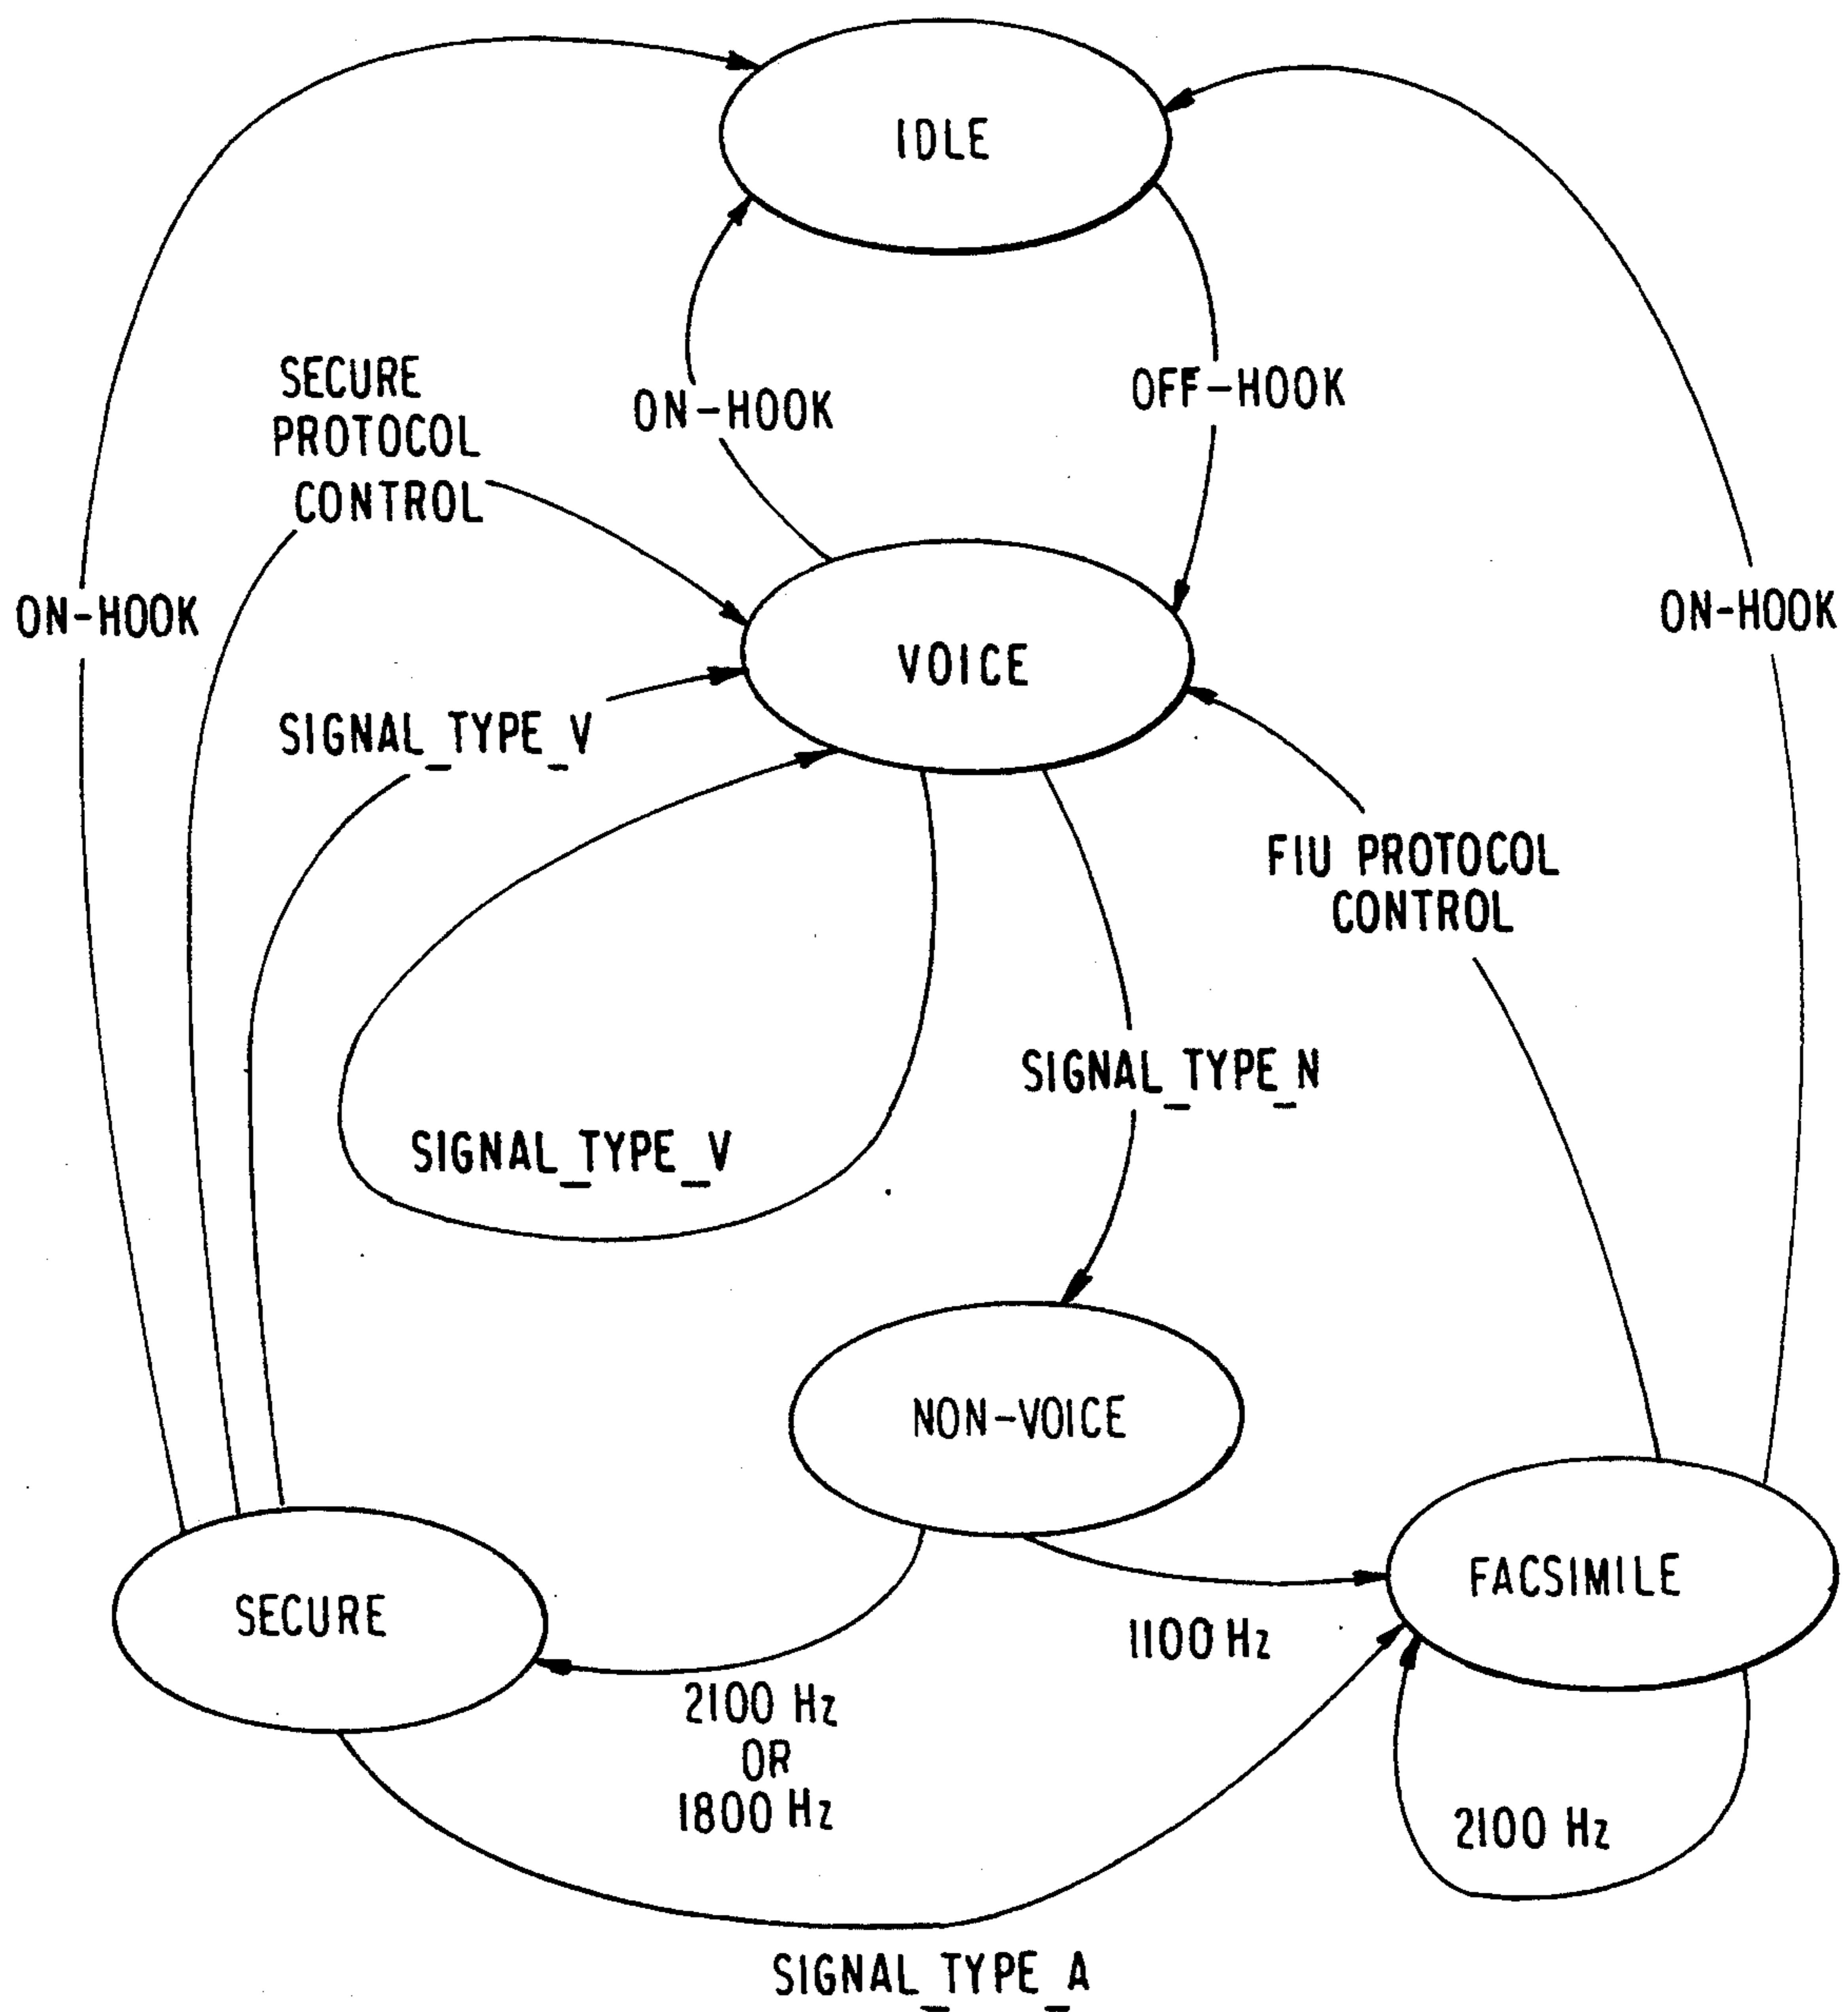 IDLE
SECURE
PROTOCOL
CONTROL
ON-HOOK
OFF-HOOK
ON-HOOK
ON-HOOK
VOICE
SIGNAL_TYPE_V
FIU PROTOCOL
CONTROL
SIGNAL_TYPE_N
SIGNAL_TYPE_V
NON-VOICE
FACSIMILE
SECURE
1100 Hz
2100 Hz
OR
1800 Hz
2100 Hz
SIGNAL_TYPE_A